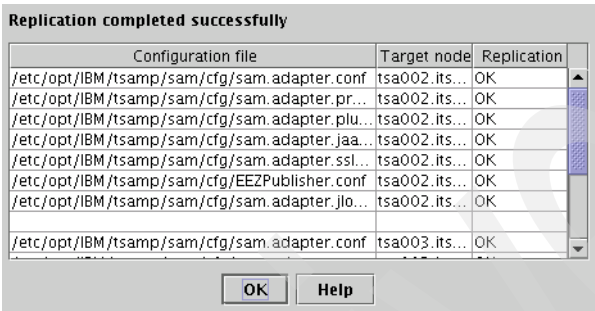 Replication completed successfully
Configuration file Target node Replication
/etc/opt/IBM/tsamp/sam/cfg/sam.adapter.conf tsa002.its... OK
/etc/opt/IBM/tsamp/sam/cfg/sam.adapter.pr... tsa002.its... OK
/etc/opt/IBM/tsamp/sam/cfg/sam.adapter.plu... tsa002.its... OK
/etc/opt/IBM/tsamp/sam/cfg/sam.adapter.jaa... tsa002.its... OK
/etc/opt/IBM/tsamp/sam/cfg/sam.adapter.ssl... tsa002.its... OK
/etc/opt/IBM/tsamp/sam/cfg/EEZPublisher.conf tsa002.its... OK
/etc/opt/IBM/tsamp/sam/cfg/sam.adapter.jlo... tsa002.its... OK
/etc/opt/IBM/tsamp/sam/cfg/sam.adapter.conf tsa003.its... OK
OK Help